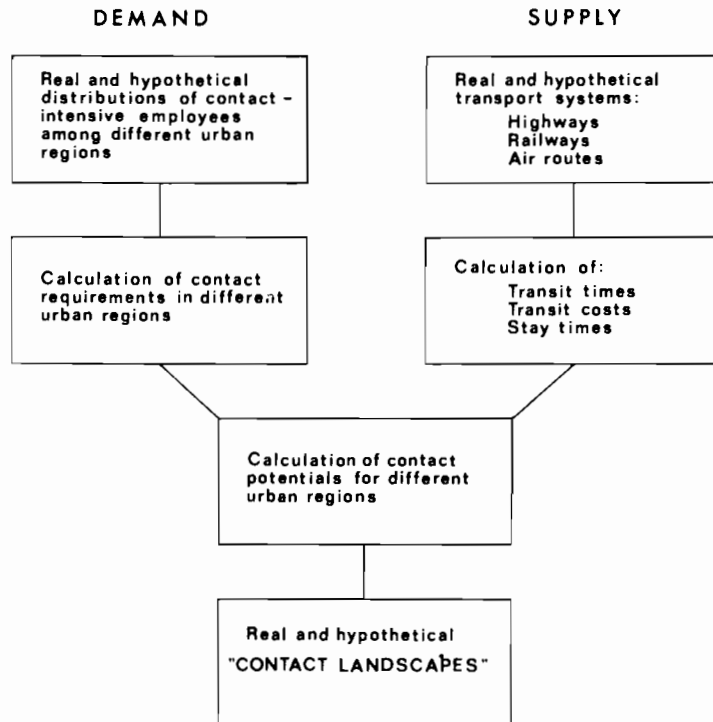 DEMAND
Real and hypothetical
distributions of contact-
intensive employees
among different urban
regions
Calculation of contact
requirements in different
urban regions
SUPPLY
Real and hypothetical
transport systems:
Highways
Railways
Air routes
Calculation of:
Transit times
Transit costs
Stay times
Calculation of contact
potentials for different
urban regions
Real and hypothetical
"CONTACT LANDSCAPES"